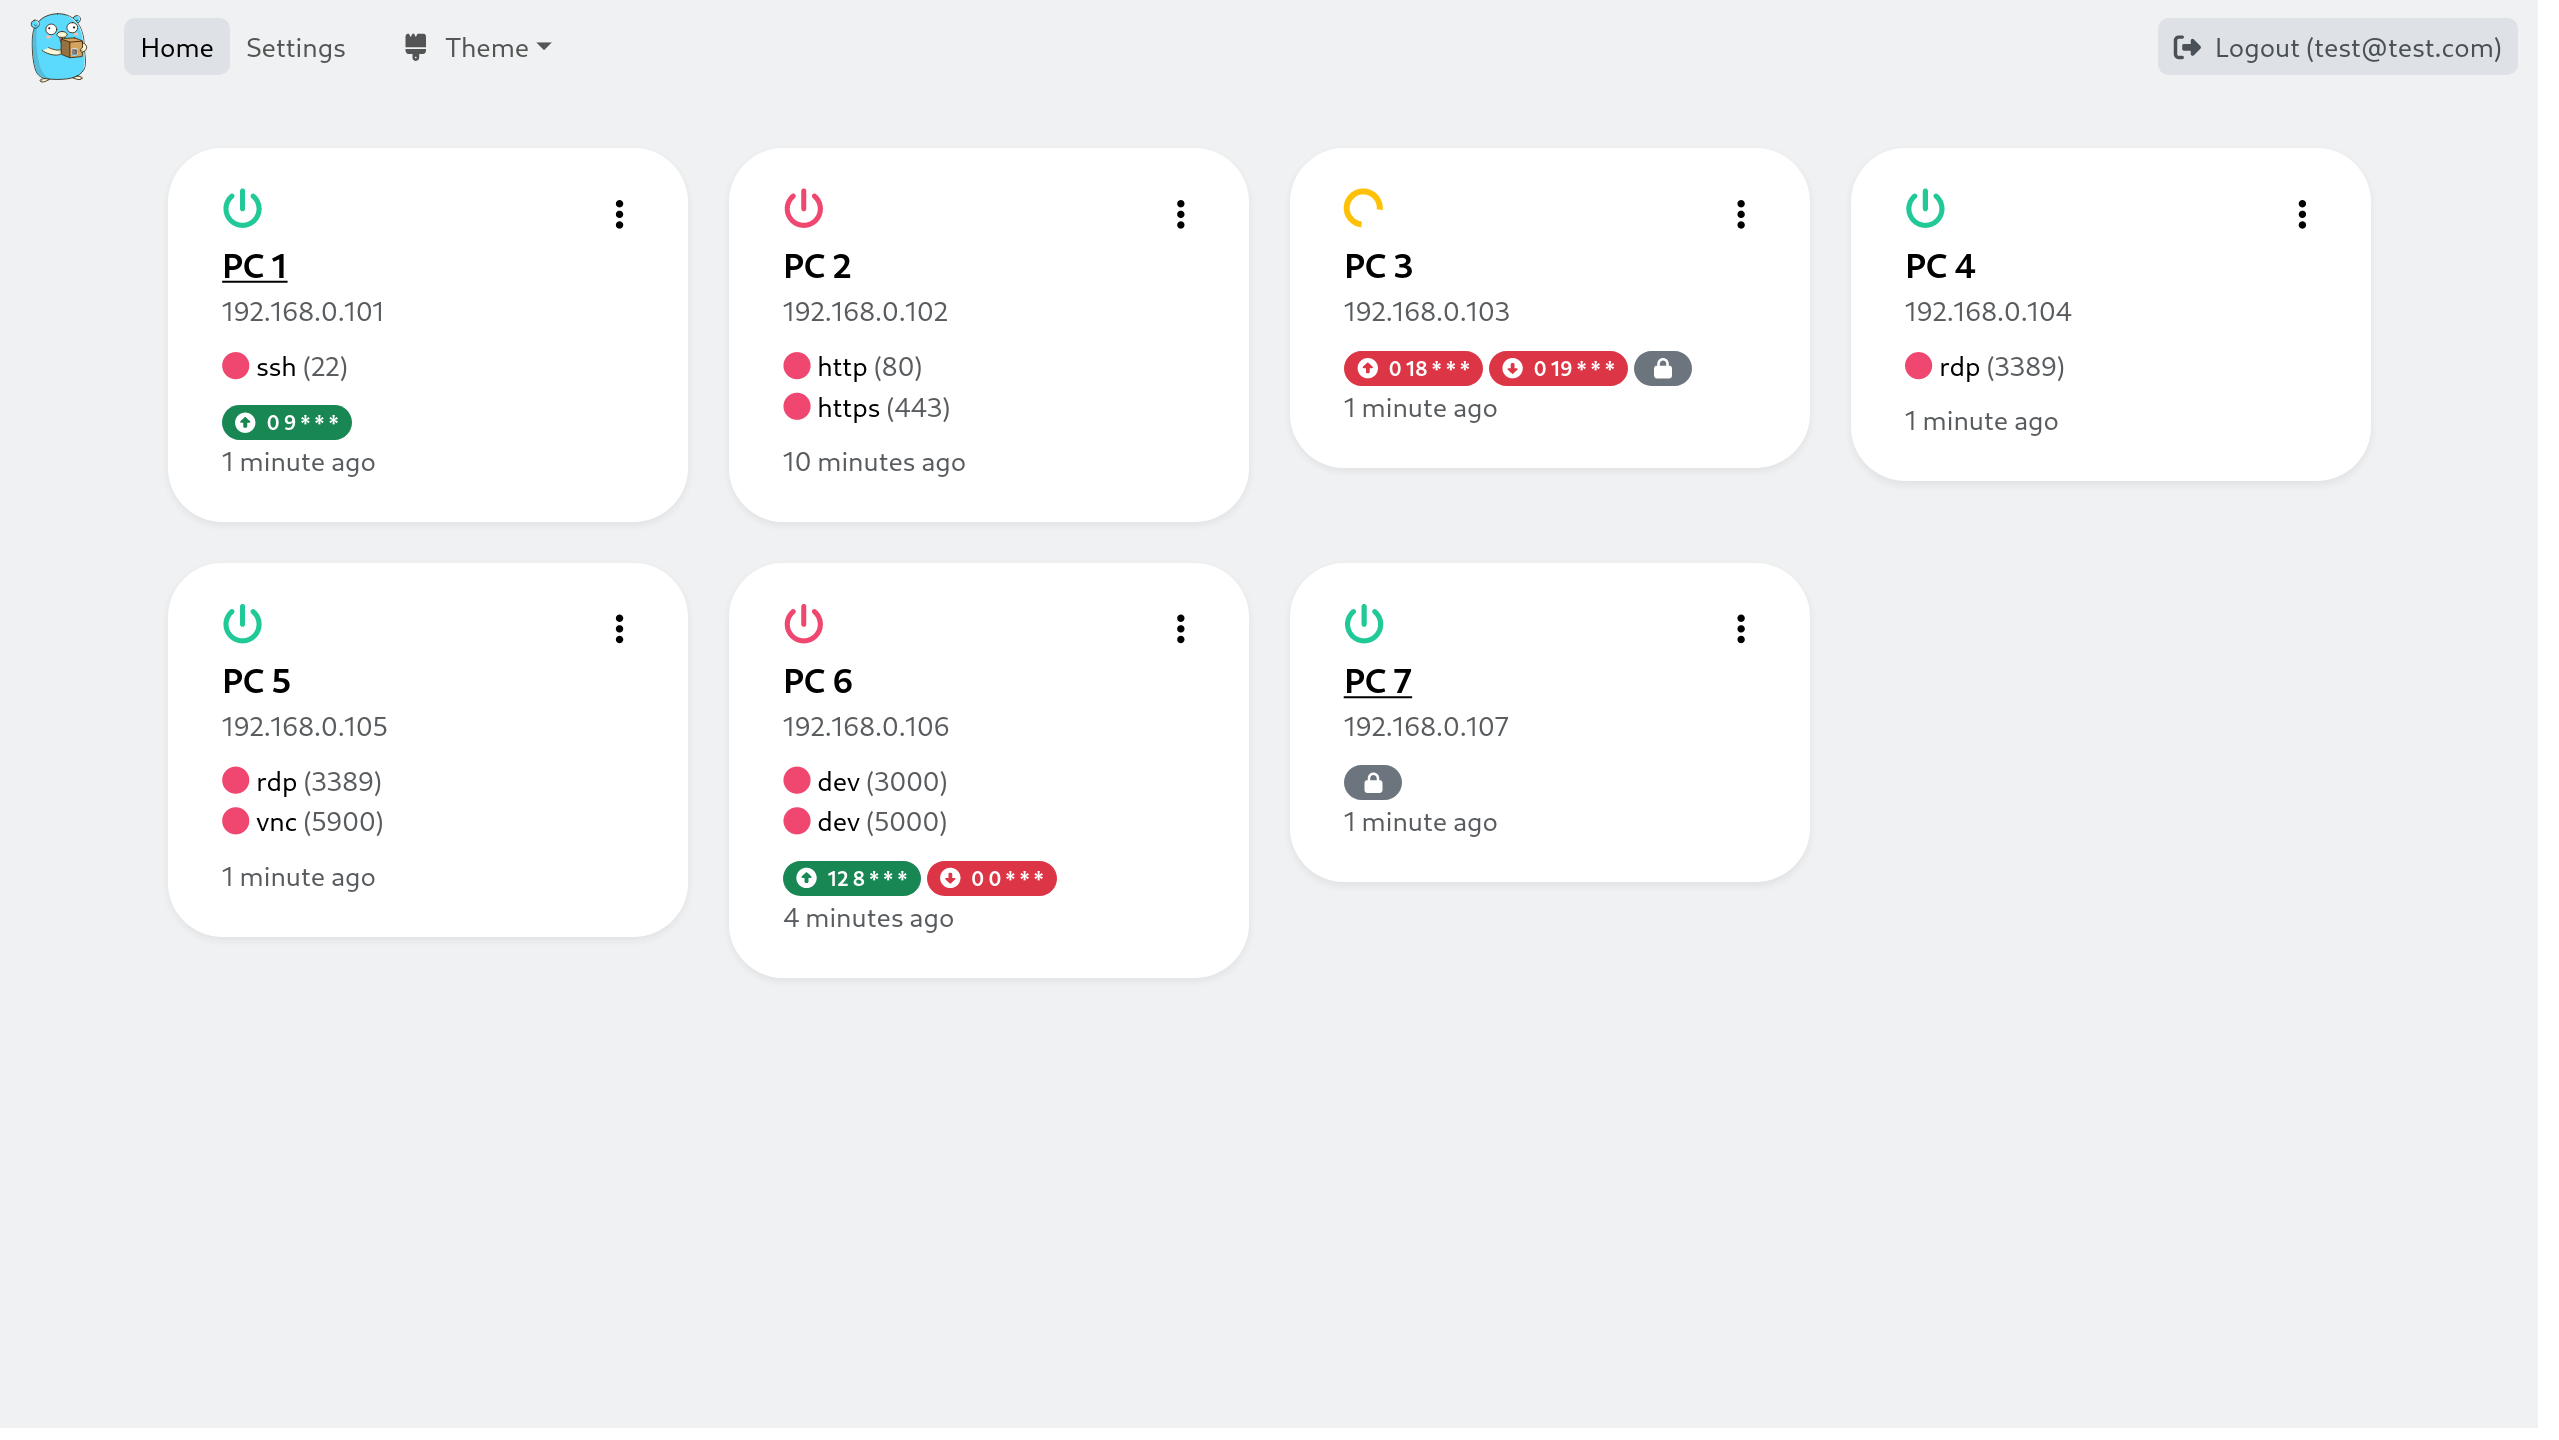 Home Settings Theme Logout (test@test.com)
PC 1
192.168.0.101
ssh (22)
0 9 * * *
1 minute ago
PC 2
192.168.0.102
http (80)
https (443)
10 minutes ago
PC 3
192.168.0.103
0 18 * * * 0 19 * * *
1 minute ago
PC 4
192.168.0.104
rdp (3389)
1 minute ago
PC 5
192.168.0.105
rdp (3389)
vnc (5900)
1 minute ago
PC 6
192.168.0.106
dev (3000)
dev (5000)
12 8 * * * 0 0 * * *
4 minutes ago
PC 7
192.168.0.107
1 minute ago